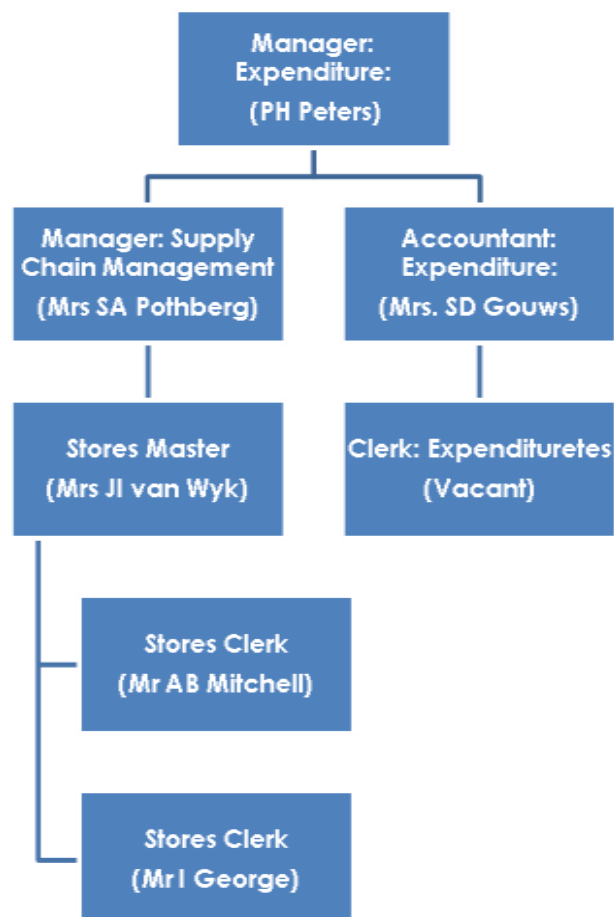 Manager:
Expenditure:
(PH Peters)
Manager: Supply
Chain Management
(Mrs SA Pothberg)
Accountant:
Expenditure:
(Mrs. SD Gouws)
Stores Master
(Mrs JI van Wyk)
Clerk: Expendituretes
(Vacant)
Stores Clerk
(Mr AB Mitchell)
Stores Clerk
(Mr I George)